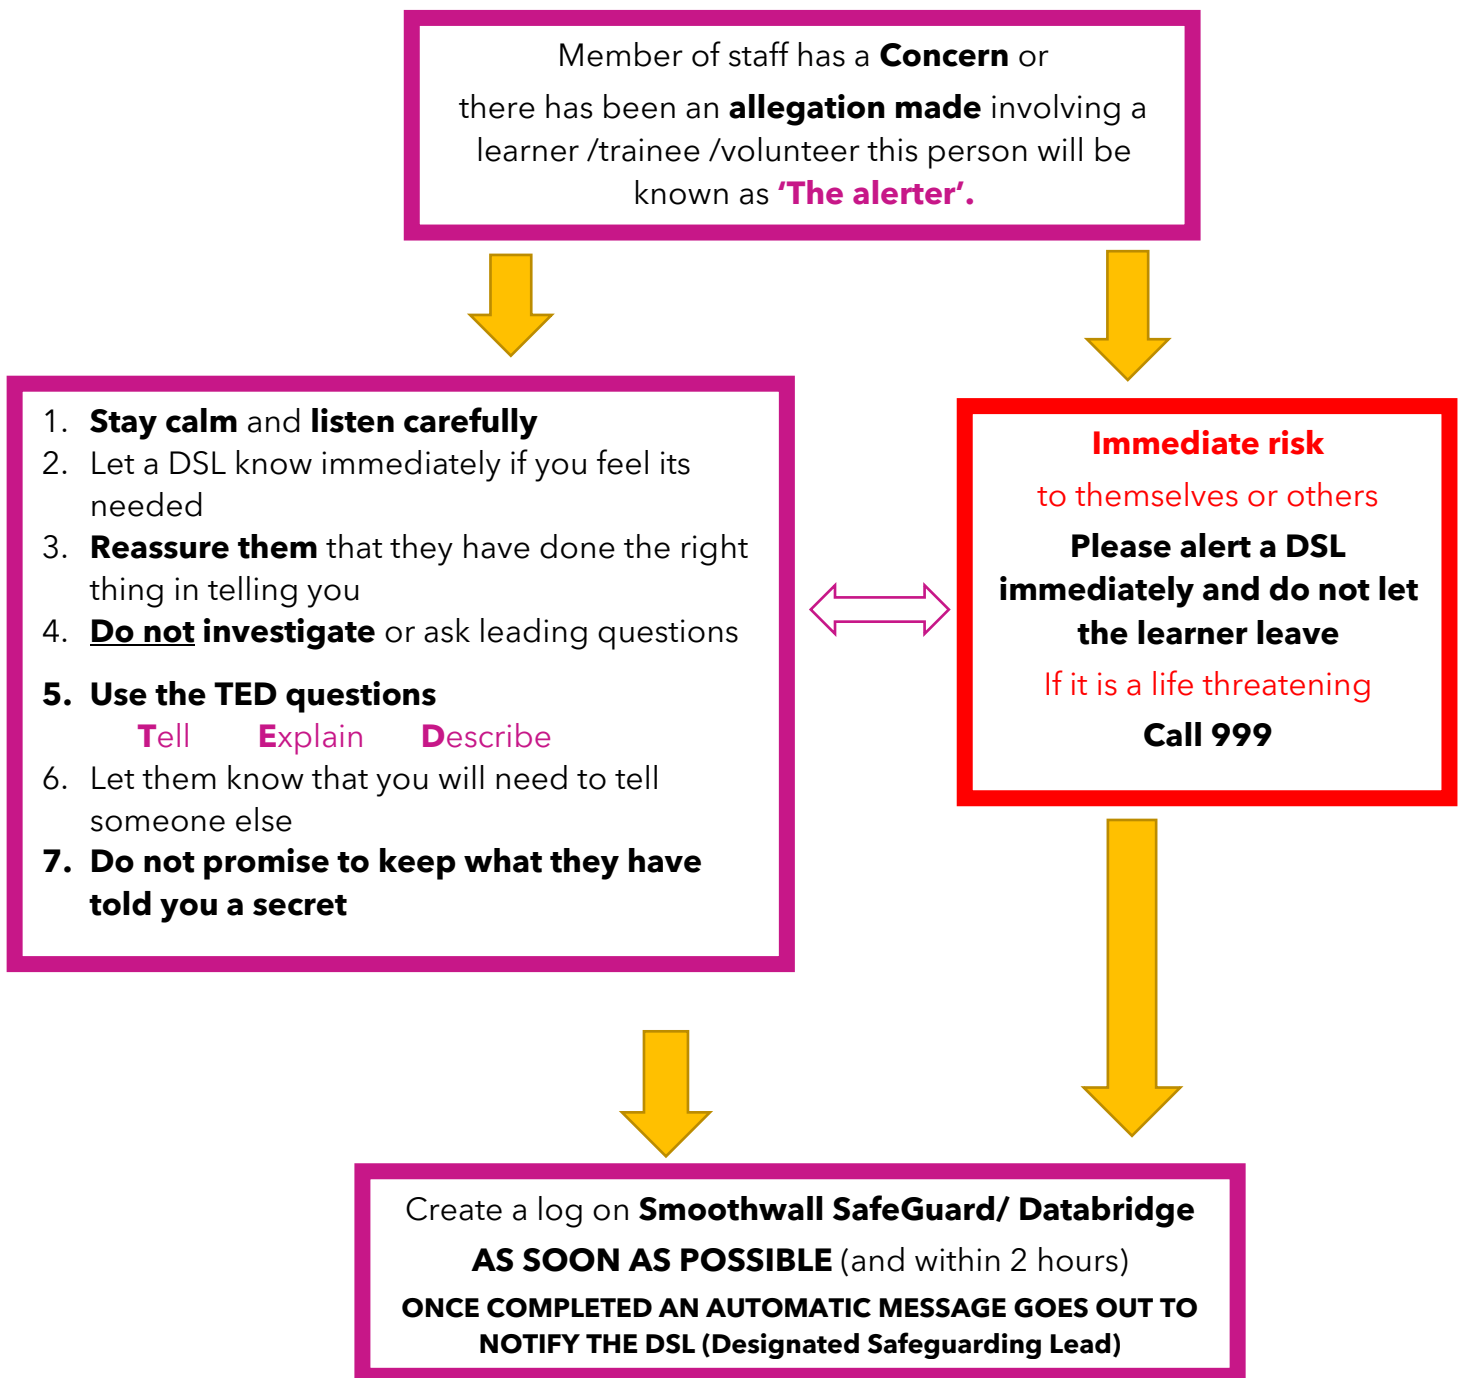 Member of staff has a Concern or
there has been an allegation made involving a
learner /trainee /volunteer this person will be
known as ‘The alerter’.
1. Stay calm and listen carefully
2. Let a DSL know immediately if you feel its
needed
3. Reassure them that they have done the right
thing in telling you
4. Do not investigate or ask leading questions
5. Use the TED questions
Tell Explain Describe
6. Let them know that you will need to tell
someone else
7. Do not promise to keep what they have
told you a secret
Immediate risk
to themselves or others
Please alert a DSL
immediately and do not let
the learner leave
If it is a life threatening
Call 999
Create a log on Smoothwall SafeGuard/ Databridge
AS SOON AS POSSIBLE (and within 2 hours)
ONCE COMPLETED AN AUTOMATIC MESSAGE GOES OUT TO
NOTIFY THE DSL (Designated Safeguarding Lead)